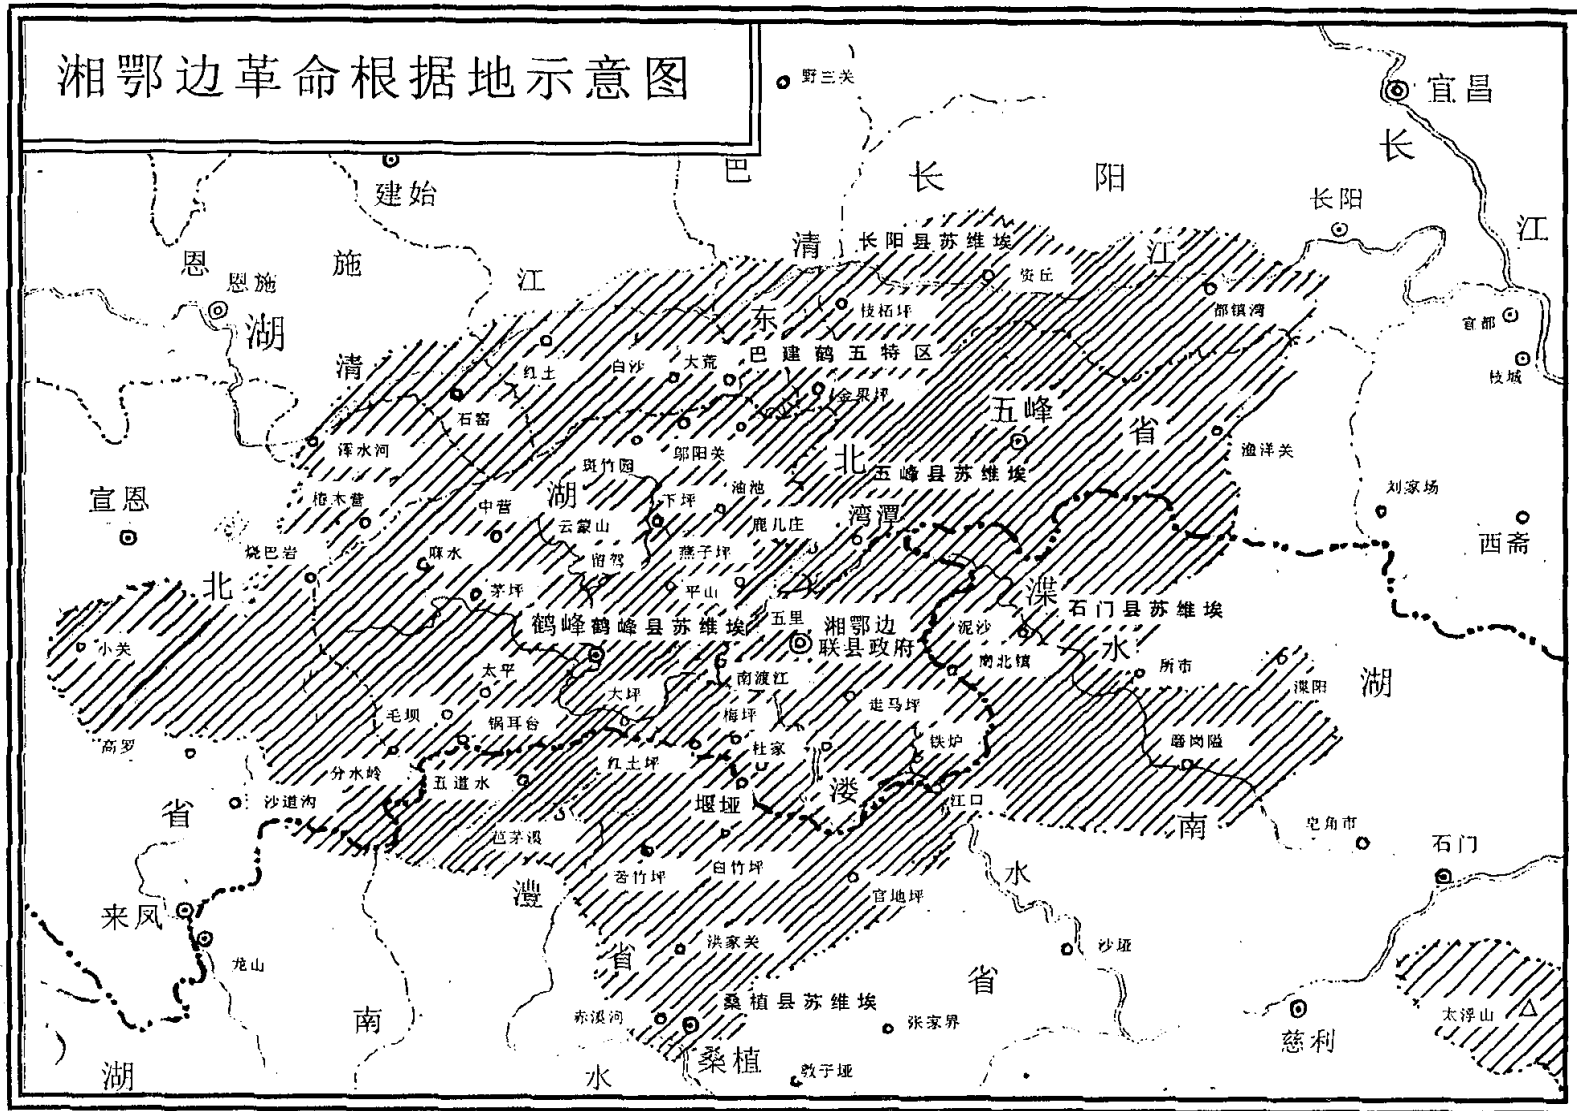 湘鄂边革命根据地示意图
野三关
宜昌
长
江
建始
巴
长
阳
长阳
恩
施
恩施
湖
江
清
长阳县苏维埃
江
资丘
都镇湾
宜都
枝城
清
东
枝柘坪
红土
白沙
大荒
巴建鹤五特区
金果坪
石窑
五峰
省
渔洋关
浑水河
斑竹园
邬阳关
北
五峰县苏维埃
宣恩
椿木营
中营
湖
下坪
油池
云蒙山
鹿儿庄
湾潭
刘家场
西斋
烧巴岩
麻水
留驾
燕子坪
北
茅坪
平山
渫
石门县苏维埃
小关
鹤峰
鹤峰县苏维埃
五里
湘鄂边
联县政府
泥沙
南北镇
水
所市
渫阳
湖
太平
大坪
南渡江
毛坝
锅耳台
梅坪
走马坪
高罗
杜家
铁炉
磨岗隘
分水岭
五道水
红土坪
省
沙道沟
堰垭
溇
江口
南
皂角市
芭茅溪
石门
苦竹坪
白竹坪
澧
官地坪
水
来凤
龙山
省
洪家关
沙垭
省
桑植县苏维埃
南
赤溪河
张家界
太浮山
慈利
桑植
湖
水
教子垭